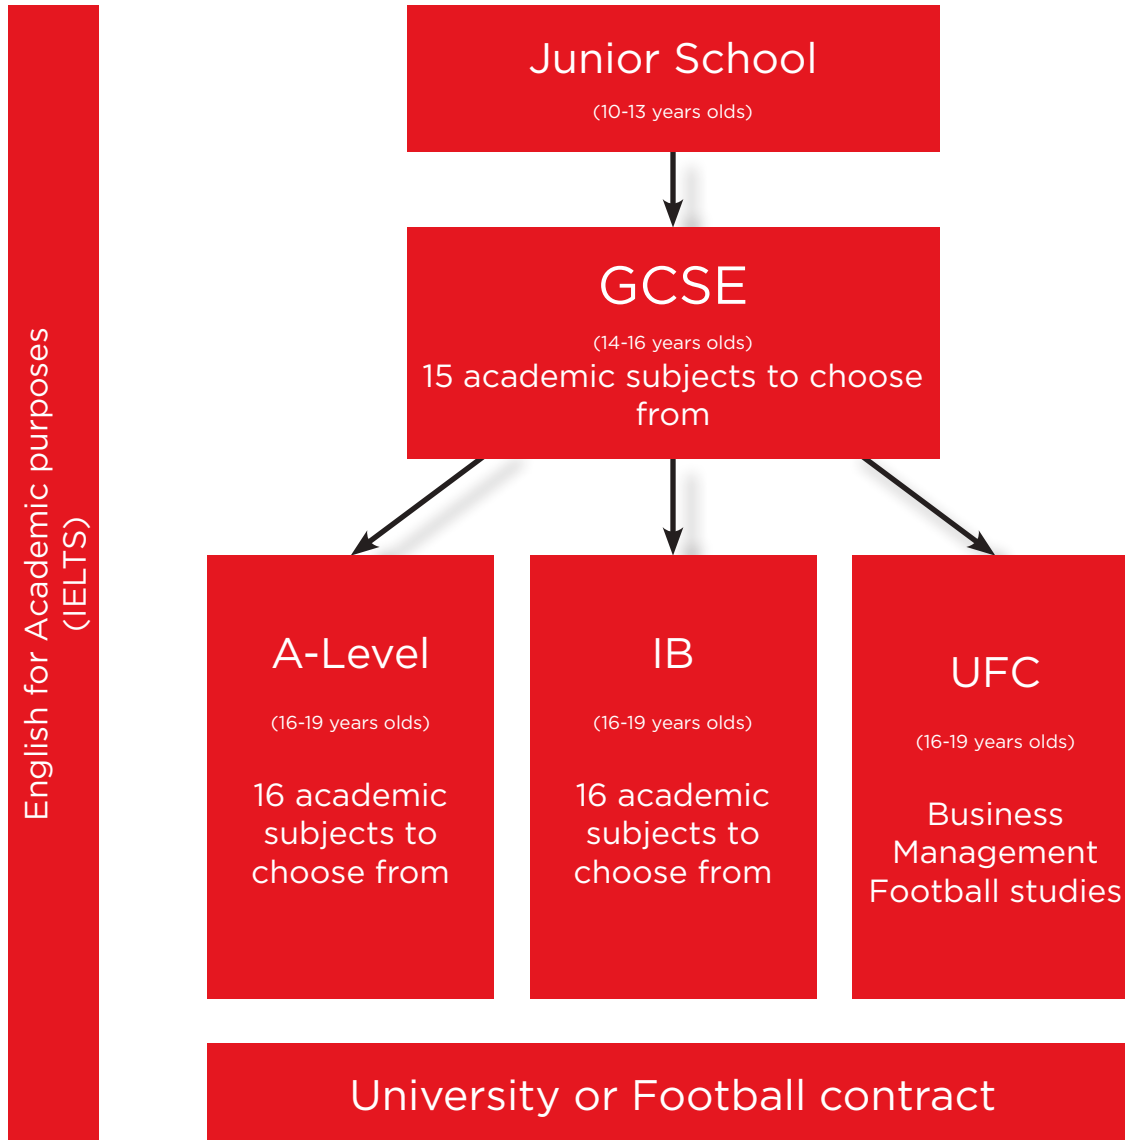 English for Academic purposes
(IELTS)
Junior School
(10-13 years olds)
GCSE
(14-16 years olds)
15 academic subjects to choose
from
A-Level
(16-19 years olds)
16 academic
subjects to
choose from
IB
(16-19 years olds)
16 academic
subjects to
choose from
UFC
(16-19 years olds)
Business
Management
Football studies
University or Football contract